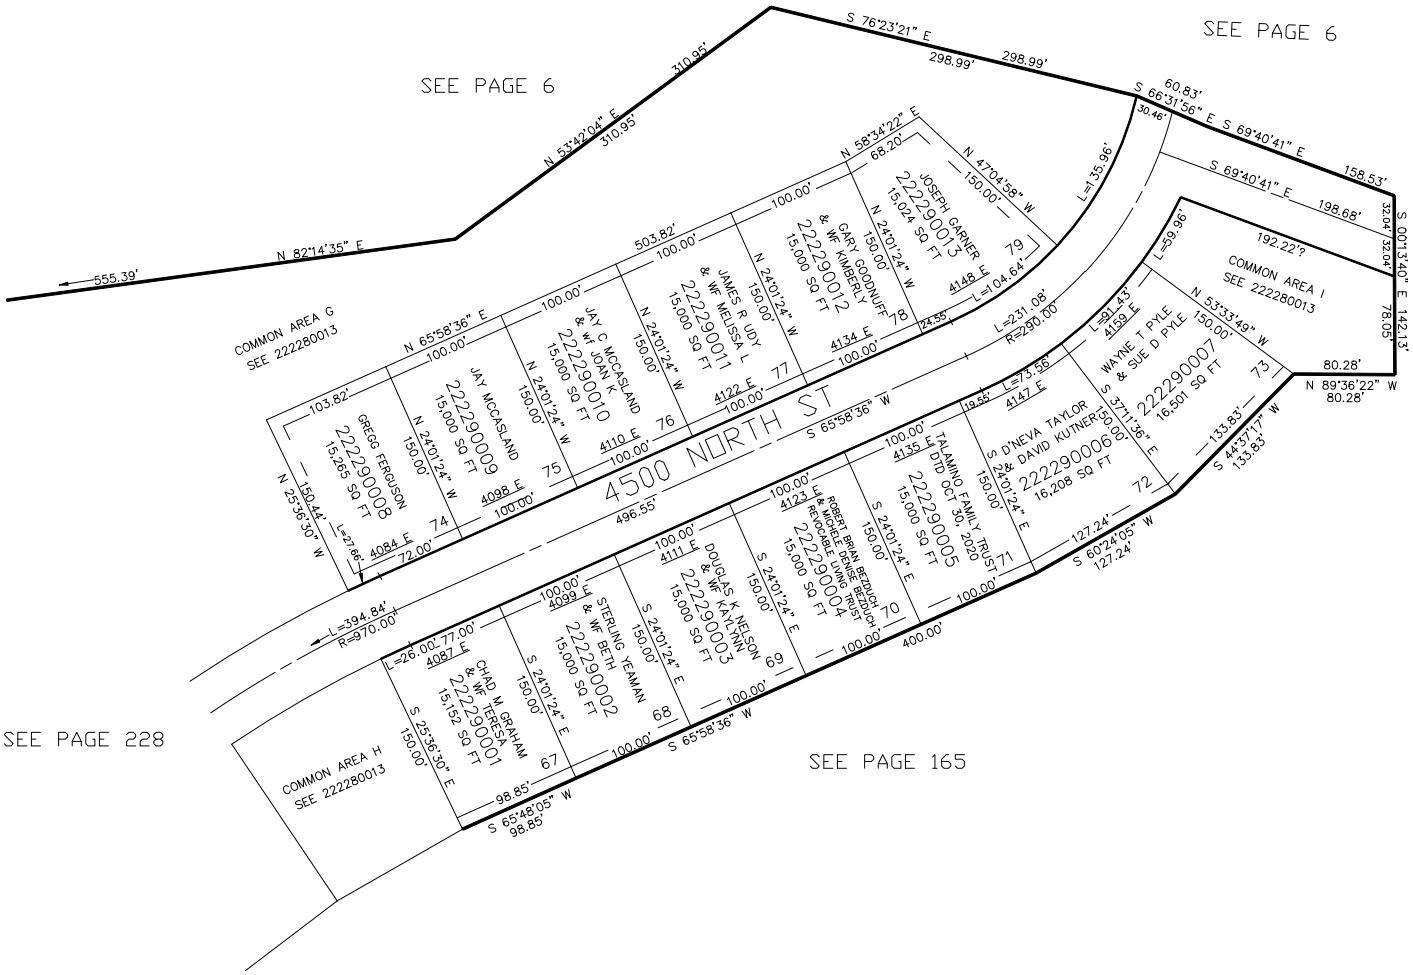 SEE PAGE 6
SEE PAGE 6
S 76°23'21" E
298.99'
298.99'
60.83'
S 66°31'56" E
30.46'
S 69°40'41" E
158.53'
S 69°40'41" E
198.68'
32.04'
32.04'
S 00°13'40" E 142.13'
78.05'
192.22?
COMMON AREA I
SEE 222280013
80.28'
N 89°36'22" W
80.28'
310.95'
N 53°42'04" E
310.95'
N 82°14'35" E
555.39'
COMMON AREA G
SEE 222280013
N 65°58'36" E
503.82'
N 58°34'22" E
68.20'
N 47°04'58" W
150.00'
L=135.96'
L=59.96'
103.82'
N 25°36'30" W
150.44'
L=27.66'
GREGG FERGUSON
222290008
15,265 SQ FT
4084 E
74
72.00'
100.00'
N 24°01'24" W
150.00'
JAY MCCASLAND
222290009
15,000 SQ FT
4098 E
75
100.00'
100.00'
N 24°01'24" W
150.00'
JAY C MCCASLAND
& WF JOAN K
222290010
15,000 SQ FT
4110 E
76
100.00'
100.00'
N 24°01'24" W
150.00'
JAMES R UDY
& WF MELISSA L
222290011
15,000 SQ FT
4122 E
77
100.00'
100.00'
N 24°01'24" W
150.00'
GARY GOODNUFF
& WF KIMBERLY
222290012
15,000 SQ FT
4134 E
78
100.00'
N 24°01'24" W
150.00'
JOSEPH GARNER
222290013
15,024 SQ FT
4148 E
79
24.55'
L=104.64'
L=231.08'
R=290.00'
4500 NORTH ST
S 65°58'36" W
496.55'
L=394.84'
R=970.00'
L=26.00'
77.00'
4087 E
CHAD M GRAHAM
& WF TERESA
222290001
15,152 SQ FT
67
S 25°36'30" E
150.00'
98.85'
S 65°48'05" W
98.85'
100.00'
4099 E
STERLING YEAMAN
& WF BETH
222290002
15,000 SQ FT
68
S 24°01'24" E
150.00'
100.00'
100.00'
4111 E
DOUGLAS K NELSON
& WF KAYLYNN
222290003
15,000 SQ FT
69
S 24°01'24" E
150.00'
100.00'
S 65°58'36" W
100.00'
4123 E
ROBERT BRIAN BEZDUCH
& MICHELE DENISE BEZDUCH
REVOCABLE LIVING TRUST
222290004
15,000 SQ FT
70
S 24°01'24" E
150.00'
100.00'
400.00'
100.00'
4135 E
TALAMINO FAMILY TRUST
DTD OCT 30, 2020
222290005
15,000 SQ FT
71
S 24°01'24" E
150.00'
100.00'
19.55'
L=73.56'
4147 E
D'NEVA TAYLOR
& DAVID KUTNER
222290006
16,208 SQ FT
72
S 24°01'24" E
150.00'
127.24'
S 60°24'05" W
127.24'
L=91.43'
4159 E
WAYNE T PYLE
& SUE D PYLE
222290007
16,501 SQ FT
73
S 37°11'36" E
150.00'
N 53°33'49" W
150.00'
133.83'
S 44°37'17" W
133.83'
COMMON AREA H
SEE 222280013
SEE PAGE 228
SEE PAGE 165